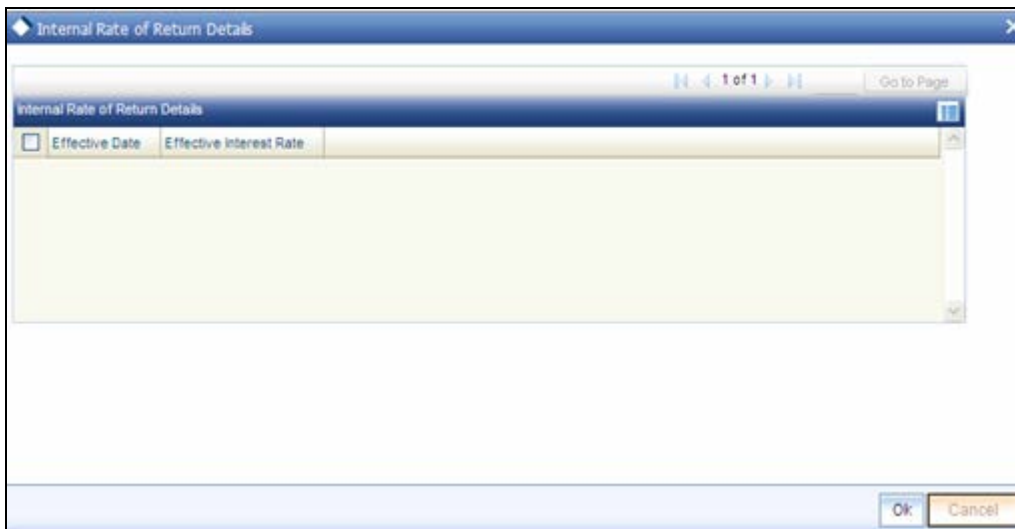 Internal Rate of Return Details
1 of 1 Go to Page
Internal Rate of Return Details
Effective Date Effective Interest Rate
Ok Cancel